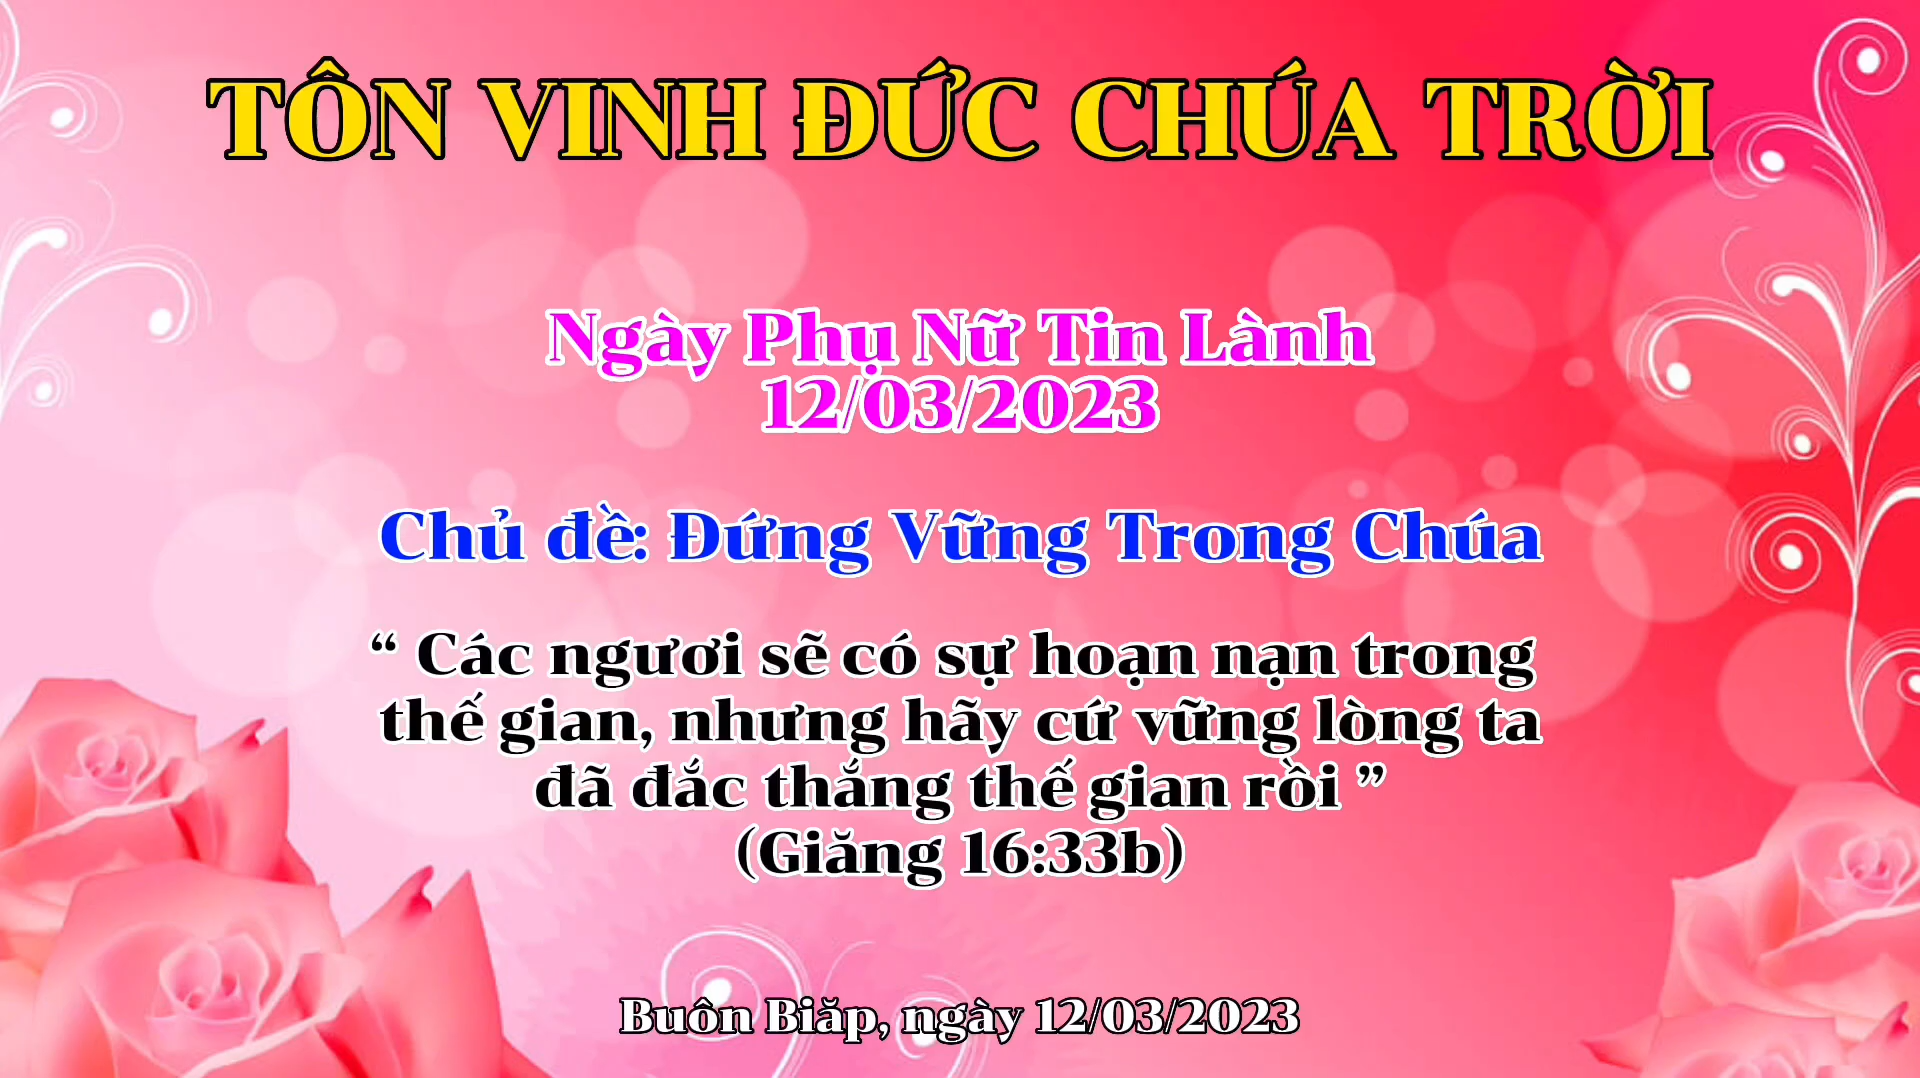 TÔN VINH ĐỨC CHÚA TRỜI
Ngày Phụ Nữ Tin Lành
12/03/2023
Chủ đề: Đứng Vững Trong Chúa
“ Các ngươi sẽ có sự hoạn nạn trong
thế gian, nhưng hãy cứ vững lòng ta
đã đắc thắng thế gian rồi ”
(Giăng 16:33b)
Buôn Biăp, ngày 12/03/2023